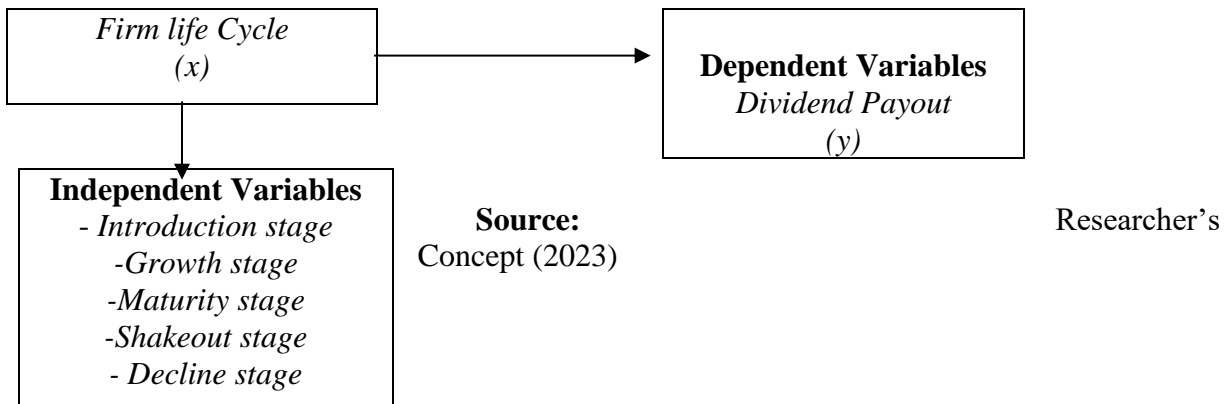 Firm life Cycle
(x)
Dependent Variables
Dividend Payout
(y)
Independent Variables
- Introduction stage
-Growth stage
-Maturity stage
-Shakeout stage
- Decline stage
Source: Researcher’s
Concept (2023)